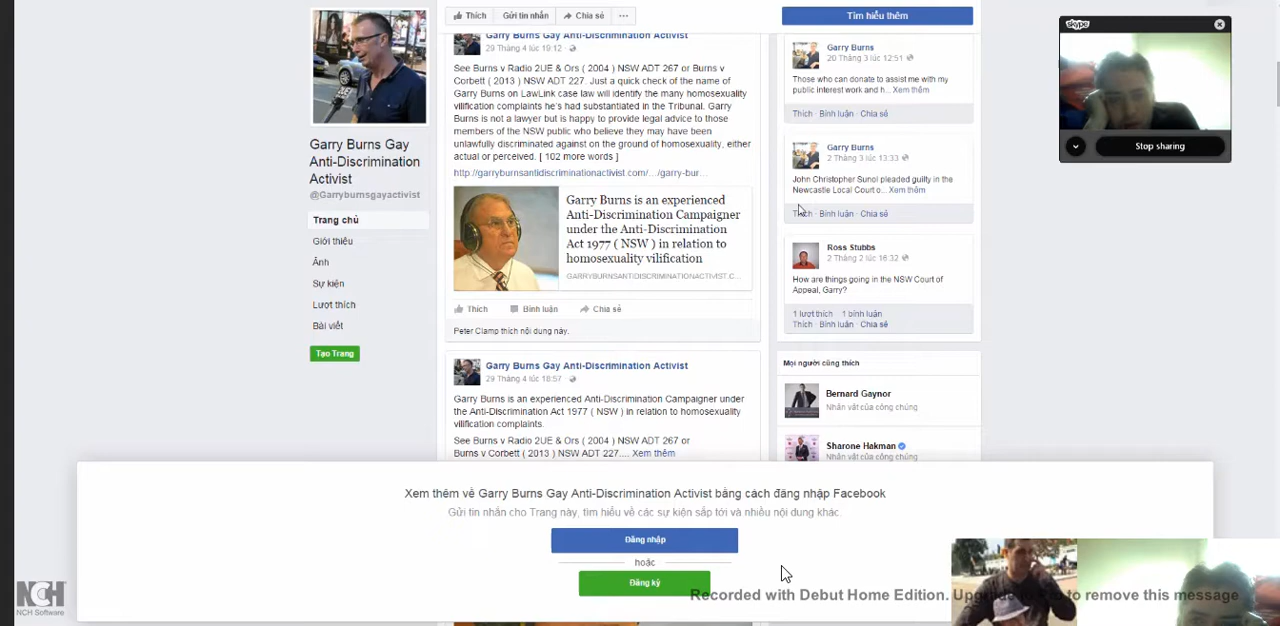 Thích
Gửi tin nhắn
Chia sẻ
Tìm hiểu thêm
Garry Burns Gay
Anti-Discrimination
Activist
@Garryburnsgayactivist
Trang chủ
Giới thiệu
Ảnh
Sự kiện
Lượt thích
Bài viết
Tạo Trang
Garry Burns Gay Anti-Discrimination Activist
29 Tháng 4 lúc 19:12
See Burns v Radio 2UE & Ors ( 2004 ) NSW ADT 267 or Burns v
Corbett ( 2013 ) NSW ADT 227. Just a quick check of the name of
Garry Burns on LawLink case law will identify the many homosexuality
vilification complaints he's had substantiated in the Tribunal. Garry
Burns is not a lawyer but is happy to provide legal advice to those
members of the NSW public who believe they may have been
unlawfully discriminated against on the ground of homosexuality, either
actual or perceived. [ 102 more words ]
http://garryburnsantidiscriminationactivist.com/.../garry-bur...
Garry Burns is an experienced
Anti-Discrimination Campaigner
under the Anti-Discrimination
Act 1977 ( NSW ) in relation to
homosexuality vilification
GARRYBURNSANTIDISCRIMINATIONACTIVIST.C...
Thích Bình luận Chia sẻ
Peter Clamp thích nội dung này.
Garry Burns Gay Anti-Discrimination Activist
29 Tháng 4 lúc 18:57
Garry Burns is an experienced Anti-Discrimination Campaigner under
the Anti-Discrimination Act 1977 ( NSW ) in relation to homosexuality
vilification complaints.
See Burns v Radio 2UE & Ors ( 2004 ) NSW ADT 267 or
Burns v Corbett ( 2013 ) NSW ADT 227.... Xem thêm
Garry Burns
20 Tháng 3 lúc 12:51
Those who can donate to assist me with my
public interest work and h... Xem thêm
Thích · Bình luận · Chia sẻ
Garry Burns
2 Tháng 3 lúc 13:33
John Christopher Sunol pleaded guilty in the
Newcastle Local Court o... Xem thêm
Thích · Bình luận · Chia sẻ
Ross Stubbs
2 Tháng 2 lúc 16:32
How are things going in the NSW Court of
Appeal, Garry?
1 lượt thích 1 bình luận
Thích · Bình luận · Chia sẻ
Mọi người cũng thích
Bernard Gaynor
Nhân vật của công chúng
Sharone Hakman
Nhân vật của công chúng
skype
Stop sharing
Xem thêm về Garry Burns Gay Anti-Discrimination Activist bằng cách đăng nhập Facebook
Gửi tin nhắn cho Trang này, tìm hiểu về các sự kiện sắp tới và nhiều nội dung khác.
Đăng nhập
hoặc
Đăng ký
NCH
NCH Software
Recorded with Debut Home Edition. Upgrade to Pro to remove this message